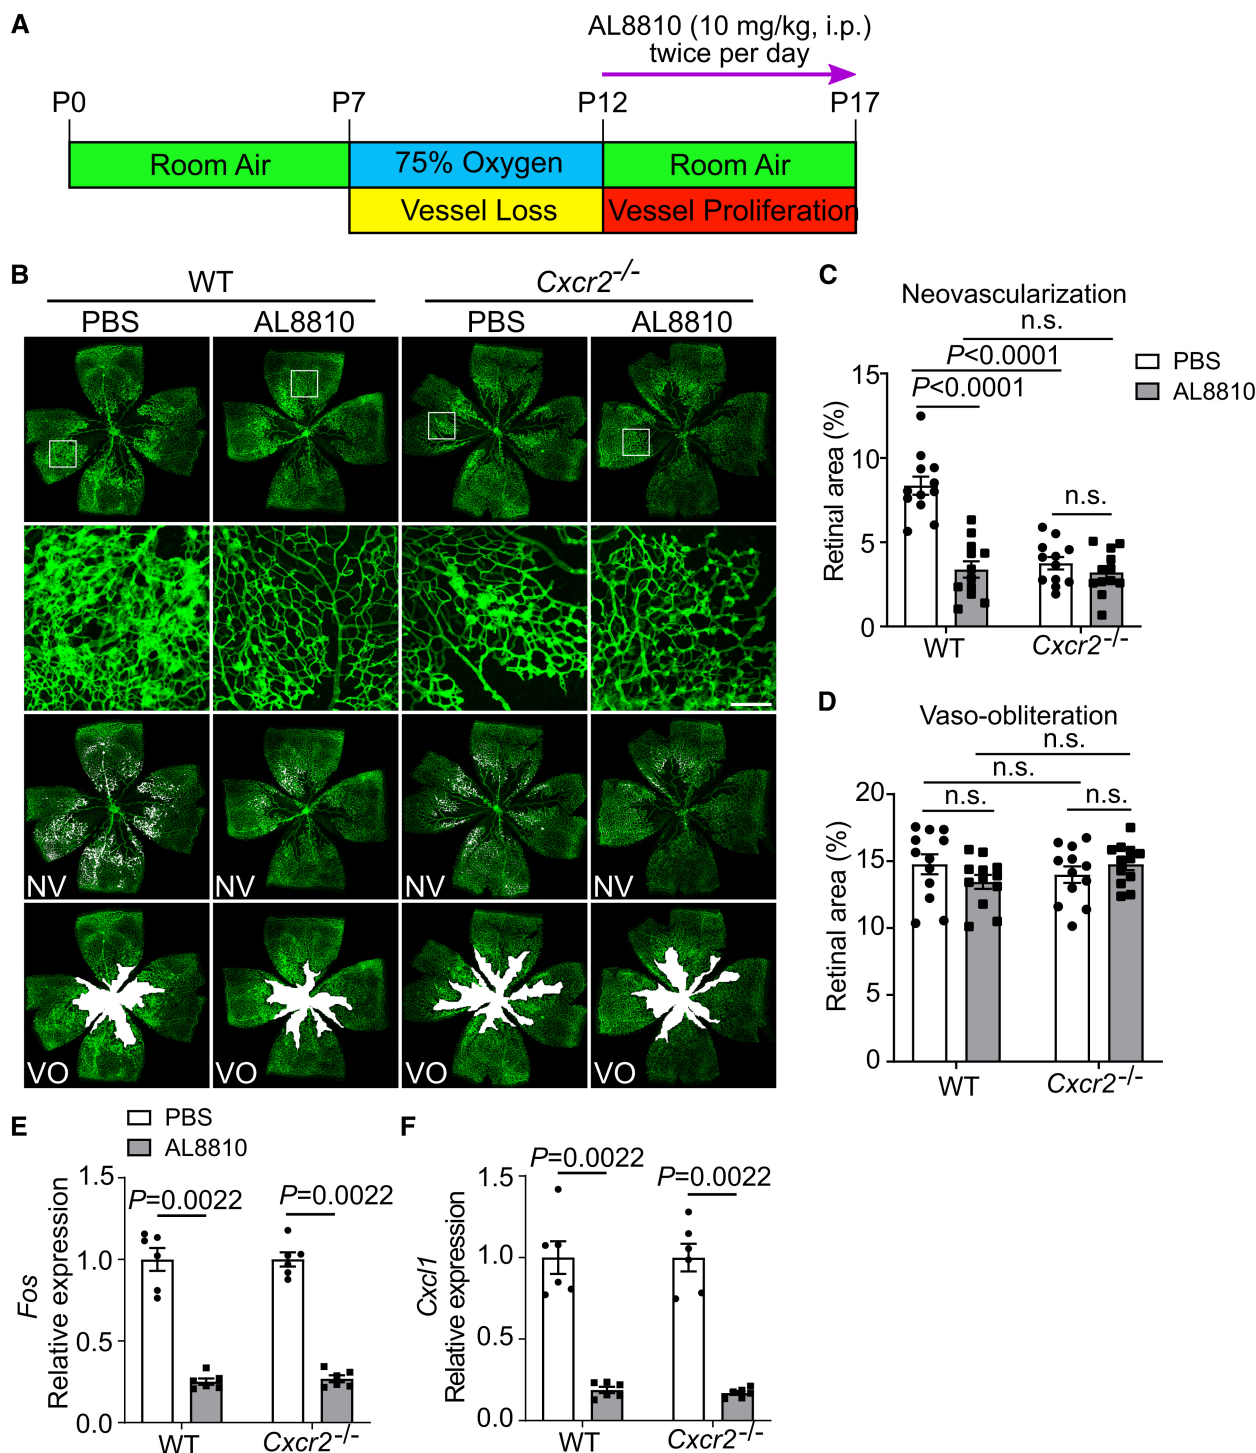 A
AL8810 (10 mg/kg, i.p.)
twice per day
P0 P7 P12 P17
Room Air 75% Oxygen Room Air
Vessel Loss Vessel Proliferation
B
WT Cxcr2-/-
PBS AL8810 PBS AL8810
NV NV NV NV
VO VO VO VO
C
Neovascularization
n.s.
P<0.0001
P<0.0001
n.s.
PBS
AL8810
Retinal area (%)
15
10
5
0
WT Cxcr2-/-
D
Vaso-obliteration
n.s.
n.s.
n.s. n.s.
Retinal area (%)
20
15
10
5
0
WT Cxcr2-/-
E
PBS
AL8810
P=0.0022 P=0.0022
Fos
Relative expression
1.5
1.0
0.5
0.0
WT Cxcr2-/-
F
P=0.0022 P=0.0022
Cxcl1
Relative expression
1.5
1.0
0.5
0.0
WT Cxcr2-/-